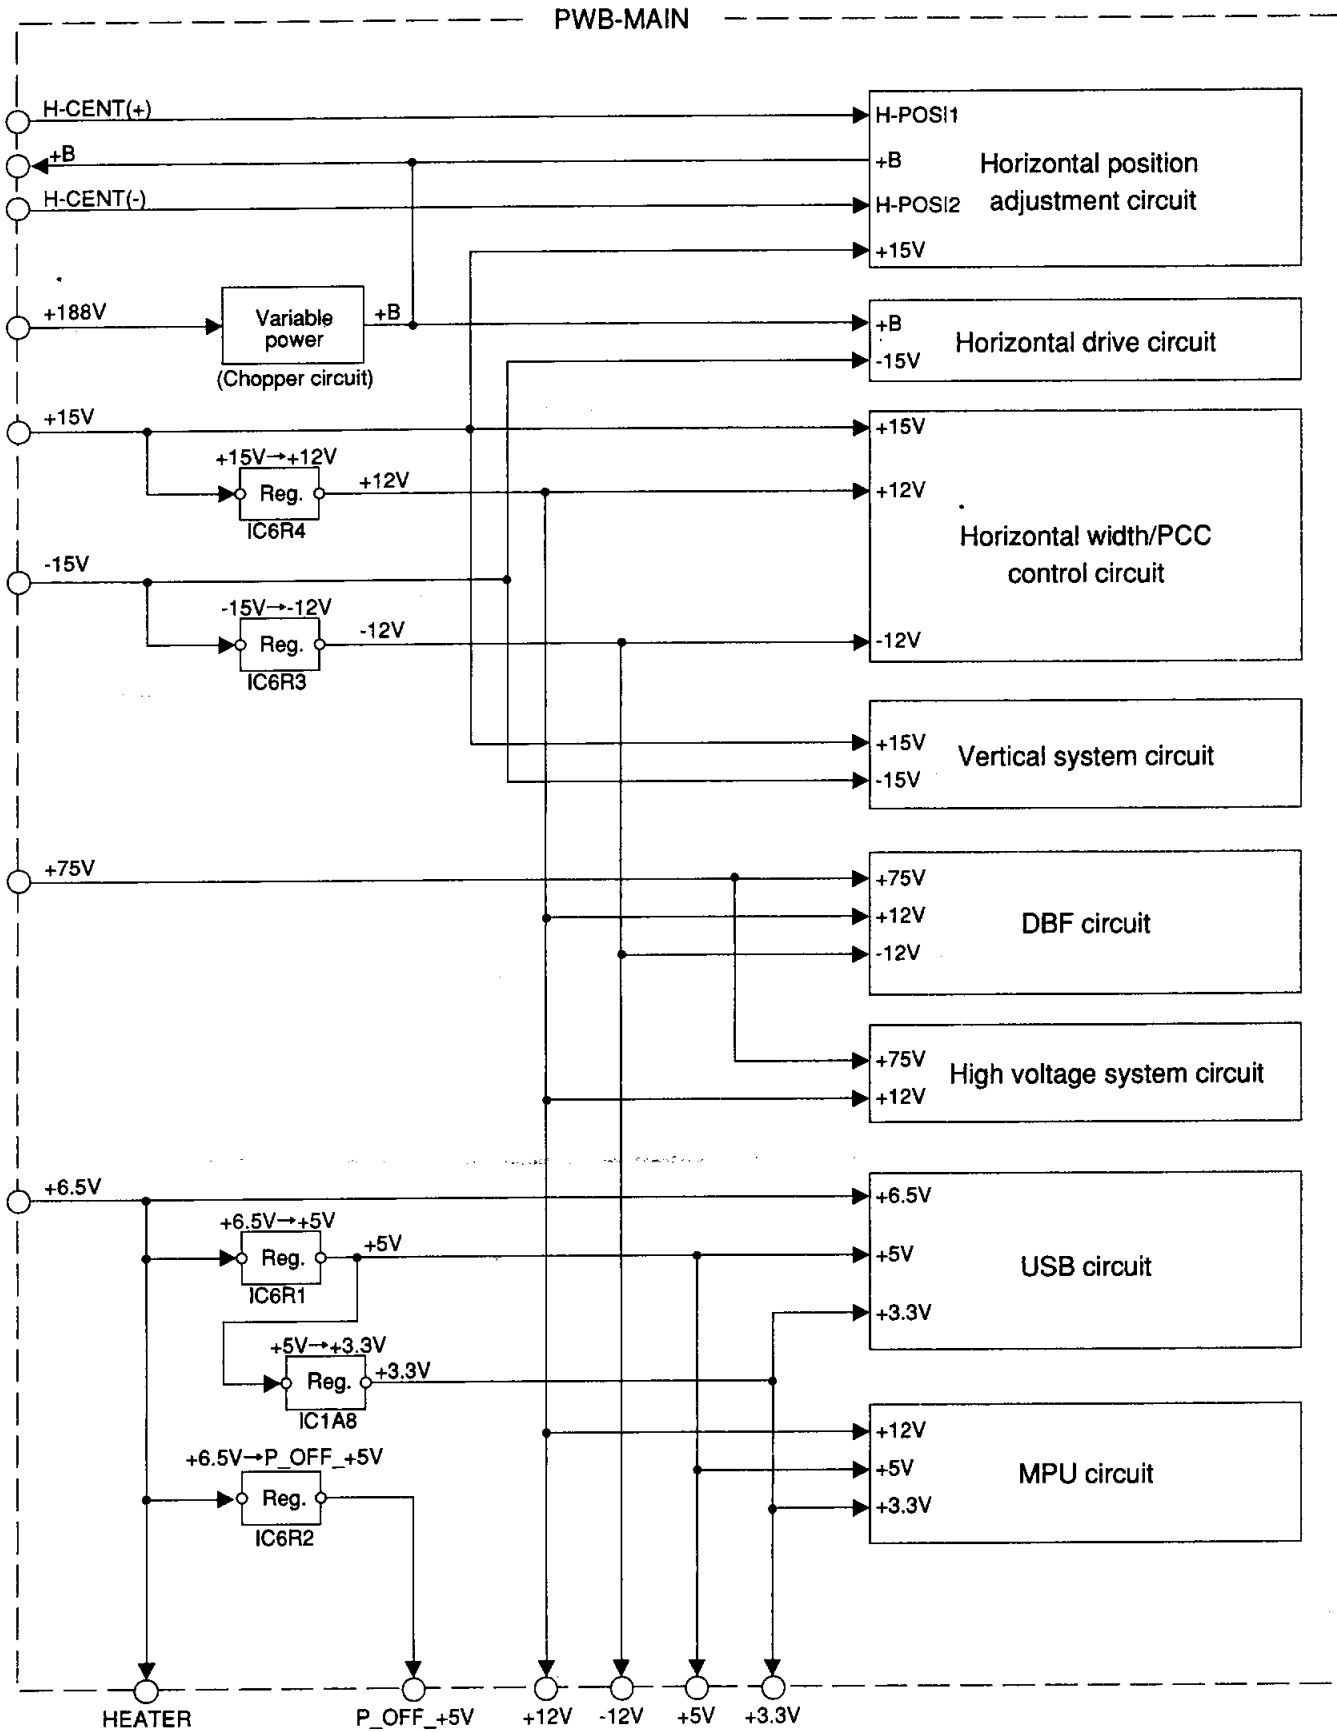 PWB-MAIN
H-CENT(+)
H-POSI1
+B
+B
Horizontal position
adjustment circuit
H-CENT(-)
H-POSI2
+15V
+188V
Variable
power
(Chopper circuit)
+B
+B
-15V
Horizontal drive circuit
+15V
+15V
+15V→+12V
Reg.
IC6R4
+12V
+12V
Horizontal width/PCC
control circuit
-15V
-15V→-12V
Reg.
IC6R3
-12V
-12V
+15V
-15V
Vertical system circuit
+75V
+75V
+12V
-12V
DBF circuit
+75V
+12V
High voltage system circuit
+6.5V
+6.5V
+6.5V→+5V
Reg.
IC6R1
+5V
+5V
USB circuit
+3.3V
+5V→+3.3V
Reg.
IC1A8
+3.3V
+12V
+5V
+3.3V
MPU circuit
+6.5V→P_OFF_+5V
Reg.
IC6R2
HEATER
P_OFF_+5V
+12V
-12V
+5V
+3.3V